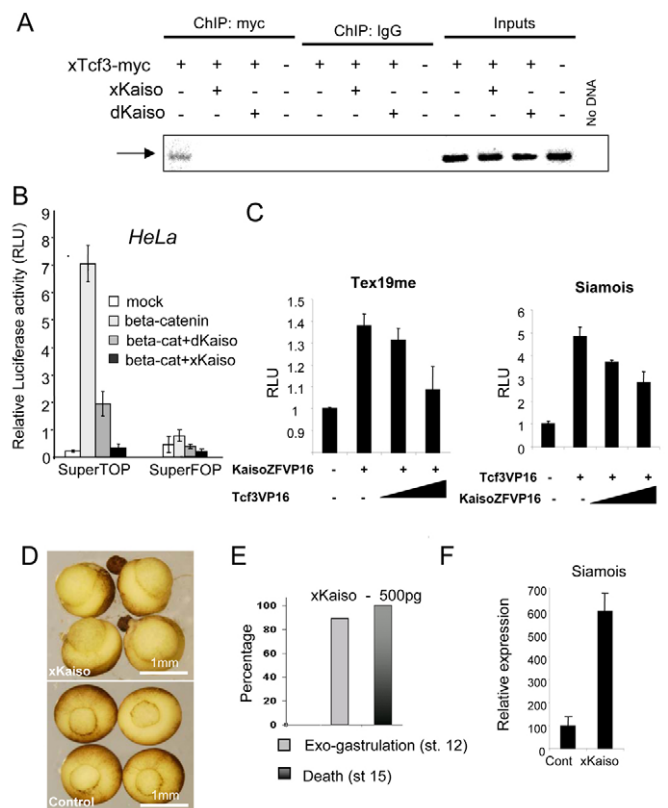 A
ChIP: myc ChIP: IgG Inputs
xTcf3-myc + + + - + + + - + + + -
xKaiso - + - - - + - - - + - -
dKaiso - - + - - - + - - - + -
No DNA
B
Relative Luciferase activity (RLU)
9
8
7
6
5
4
3
2
1
0
HeLa
mock
beta-catenin
beta-cat+dKaiso
beta-cat+xKaiso
SuperTOP SuperFOP
C
Tex19me
RLU
1.5
1.4
1.3
1.2
1.1
1
0.9
KaisoZFVP16 - + + +
Tcf3VP16 - -
Siamois
RLU
6
5
4
3
2
1
0
Tcf3VP16 - + + +
KaisoZFVP16 - -
D
xKaiso 1mm
Control 1mm
E
xKaiso - 500pg
Percentage
100
80
60
40
20
0
Exo-gastrulation (st. 12)
Death (st 15)
F
Siamois
Relative expression
700
600
500
400
300
200
100
0
Cont xKaiso